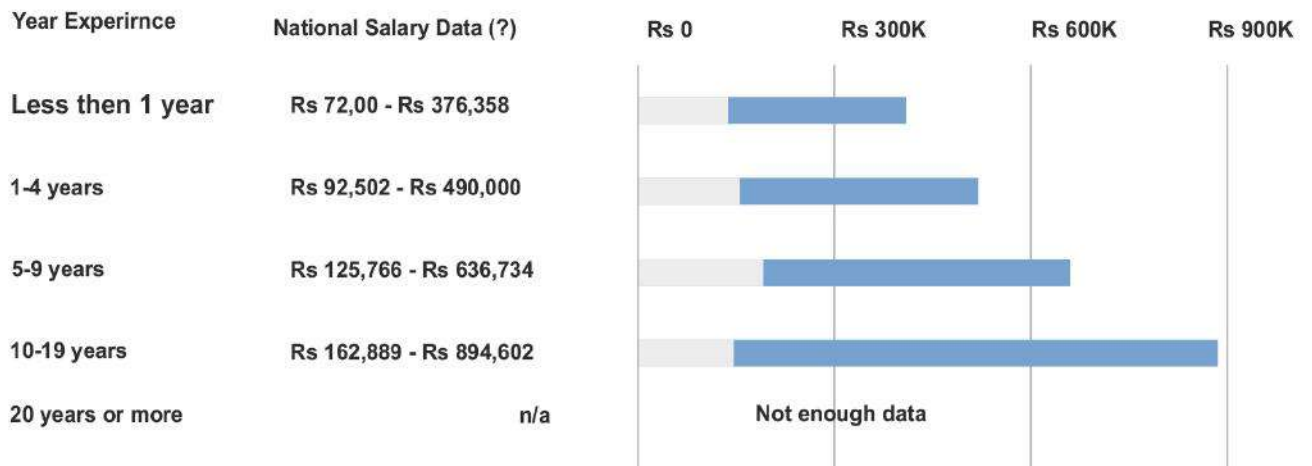 Year Experirnce National Salary Data (?) Rs 0 Rs 300K Rs 600K Rs 900K
Less then 1 year Rs 72,00 - Rs 376,358
1-4 years Rs 92,502 - Rs 490,000
5-9 years Rs 125,766 - Rs 636,734
10-19 years Rs 162,889 - Rs 894,602
20 years or more n/a Not enough data